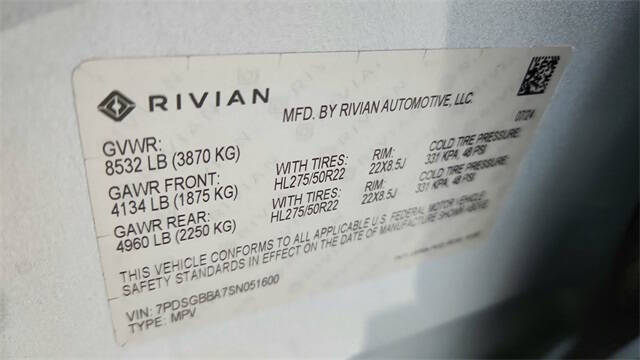 RIVIAN
MFD. BY RIVIAN AUTOMOTIVE, LLC.
07/24
GVWR:
8532 LB (3870 KG)
GAWR FRONT: WITH TIRES: RIM: COLD TIRE PRESSURE:
4134 LB (1875 KG) HL275/50R22 22X8.5J 331 KPA, 48 PSI
GAWR REAR: WITH TIRES: RIM: COLD TIRE PRESSURE:
4960 LB (2250 KG) HL275/50R22 22X8.5J 331 KPA, 48 PSI
THIS VEHICLE CONFORMS TO ALL APPLICABLE U.S. FEDERAL MOTOR VEHICLE
SAFETY STANDARDS IN EFFECT ON THE DATE OF MANUFACTURE SHOWN ABOVE.
VIN: 7PDSGBBA7SN051600
TYPE: MPV